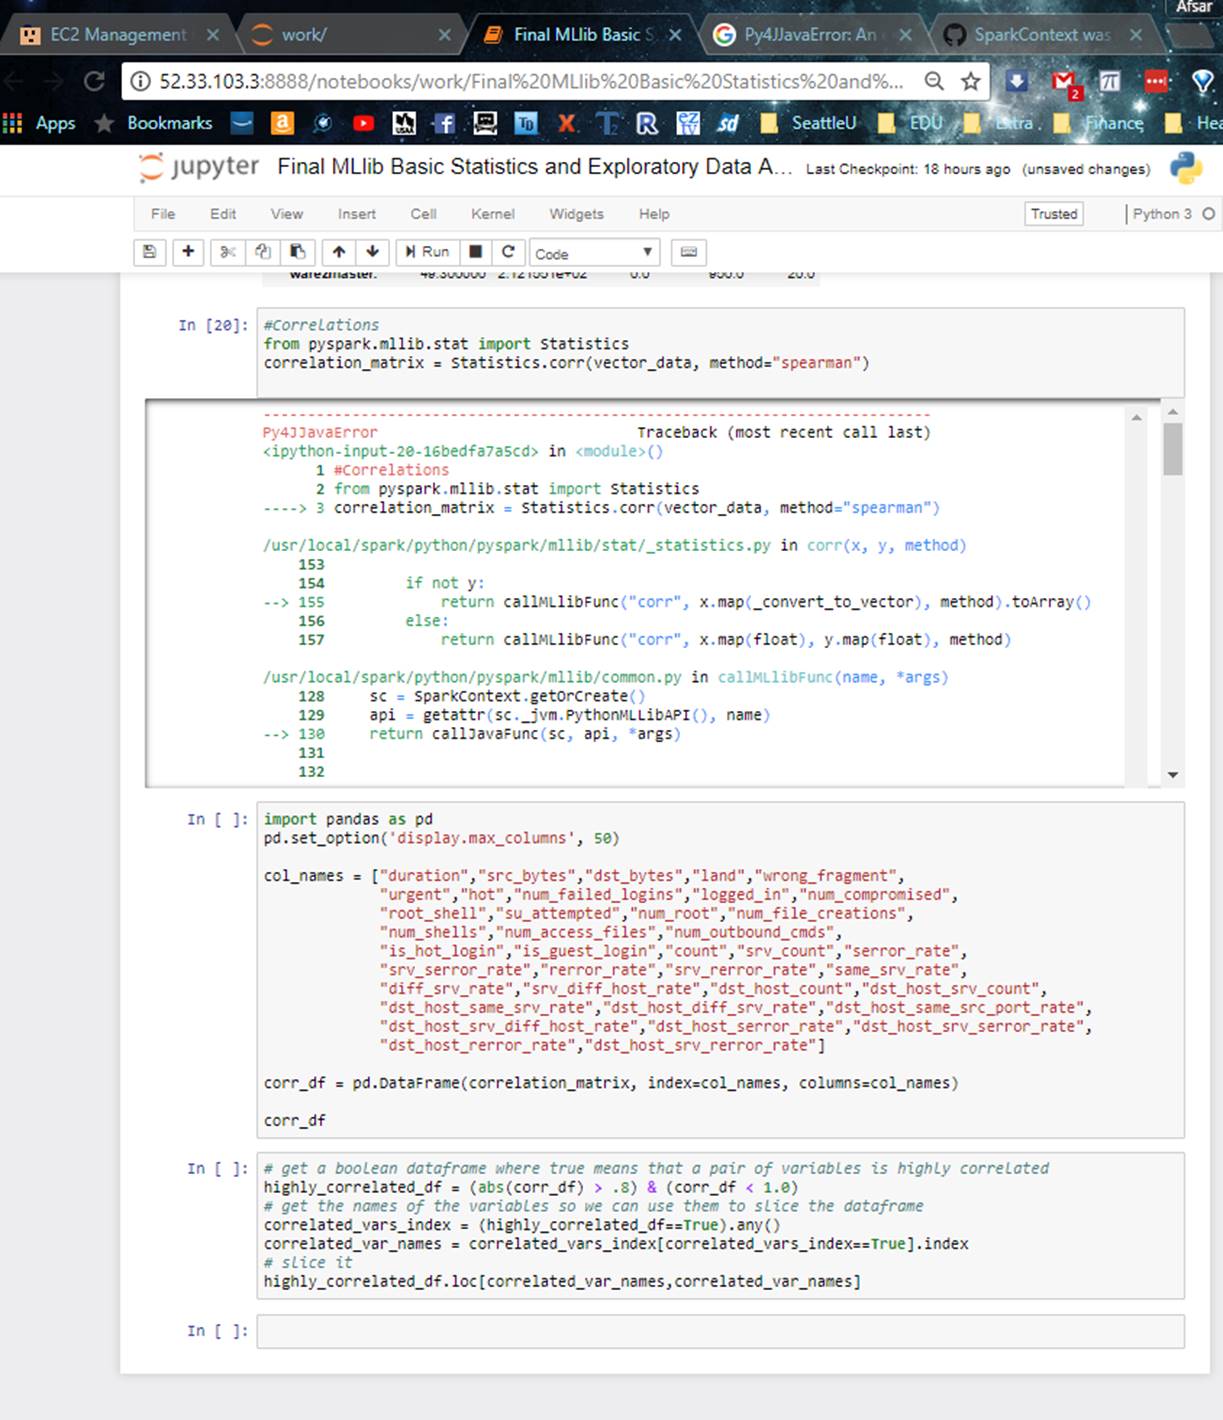 Afsar
EC2 Management
work/
Final MLlib Basic S
Py4JJavaError: An
SparkContext was
52.33.103.3:8888/notebooks/work/Final%20MLlib%20Basic%20Statistics%20and%...
2
Apps Bookmarks SeattleU EDU Extra Finance Hea
jupyter Final MLlib Basic Statistics and Exploratory Data A... Last Checkpoint: 18 hours ago (unsaved changes)
File Edit View Insert Cell Kernel Widgets Help Trusted Python 3
Run Code
warezmaster. 49.300000 2.121551e+02 0.0 950.0 20.0
In [20]: #Correlations
from pyspark.mllib.stat import Statistics
correlation_matrix = Statistics.corr(vector_data, method="spearman")
---------------------------------------------------------------------------
Py4JJavaError Traceback (most recent call last)
<ipython-input-20-16bedfa7a5cd> in <module>()
1 #Correlations
2 from pyspark.mllib.stat import Statistics
----> 3 correlation_matrix = Statistics.corr(vector_data, method="spearman")
/usr/local/spark/python/pyspark/mllib/stat/_statistics.py in corr(x, y, method)
153
154 if not y:
--> 155 return callMLlibFunc("corr", x.map(_convert_to_vector), method).toArray()
156 else:
157 return callMLlibFunc("corr", x.map(float), y.map(float), method)
/usr/local/spark/python/pyspark/mllib/common.py in callMLlibFunc(name, *args)
128 sc = SparkContext.getOrCreate()
129 api = getattr(sc._jvm.PythonMLLibAPI(), name)
--> 130 return callJavaFunc(sc, api, *args)
131
132
In [ ]: import pandas as pd
pd.set_option('display.max_columns', 50)
col_names = ["duration","src_bytes","dst_bytes","land","wrong_fragment",
"urgent","hot","num_failed_logins","logged_in","num_compromised",
"root_shell","su_attempted","num_root","num_file_creations",
"num_shells","num_access_files","num_outbound_cmds",
"is_hot_login","is_guest_login","count","srv_count","serror_rate",
"srv_serror_rate","rerror_rate","srv_rerror_rate","same_srv_rate",
"diff_srv_rate","srv_diff_host_rate","dst_host_count","dst_host_srv_count",
"dst_host_same_srv_rate","dst_host_diff_srv_rate","dst_host_same_src_port_rate",
"dst_host_srv_diff_host_rate","dst_host_serror_rate","dst_host_srv_serror_rate",
"dst_host_rerror_rate","dst_host_srv_rerror_rate"]
corr_df = pd.DataFrame(correlation_matrix, index=col_names, columns=col_names)
corr_df
In [ ]: # get a boolean dataframe where true means that a pair of variables is highly correlated
highly_correlated_df = (abs(corr_df) > .8) & (corr_df < 1.0)
# get the names of the variables so we can use them to slice the dataframe
correlated_vars_index = (highly_correlated_df==True).any()
correlated_var_names = correlated_vars_index[correlated_vars_index==True].index
# slice it
highly_correlated_df.loc[correlated_var_names,correlated_var_names]
In [ ]: